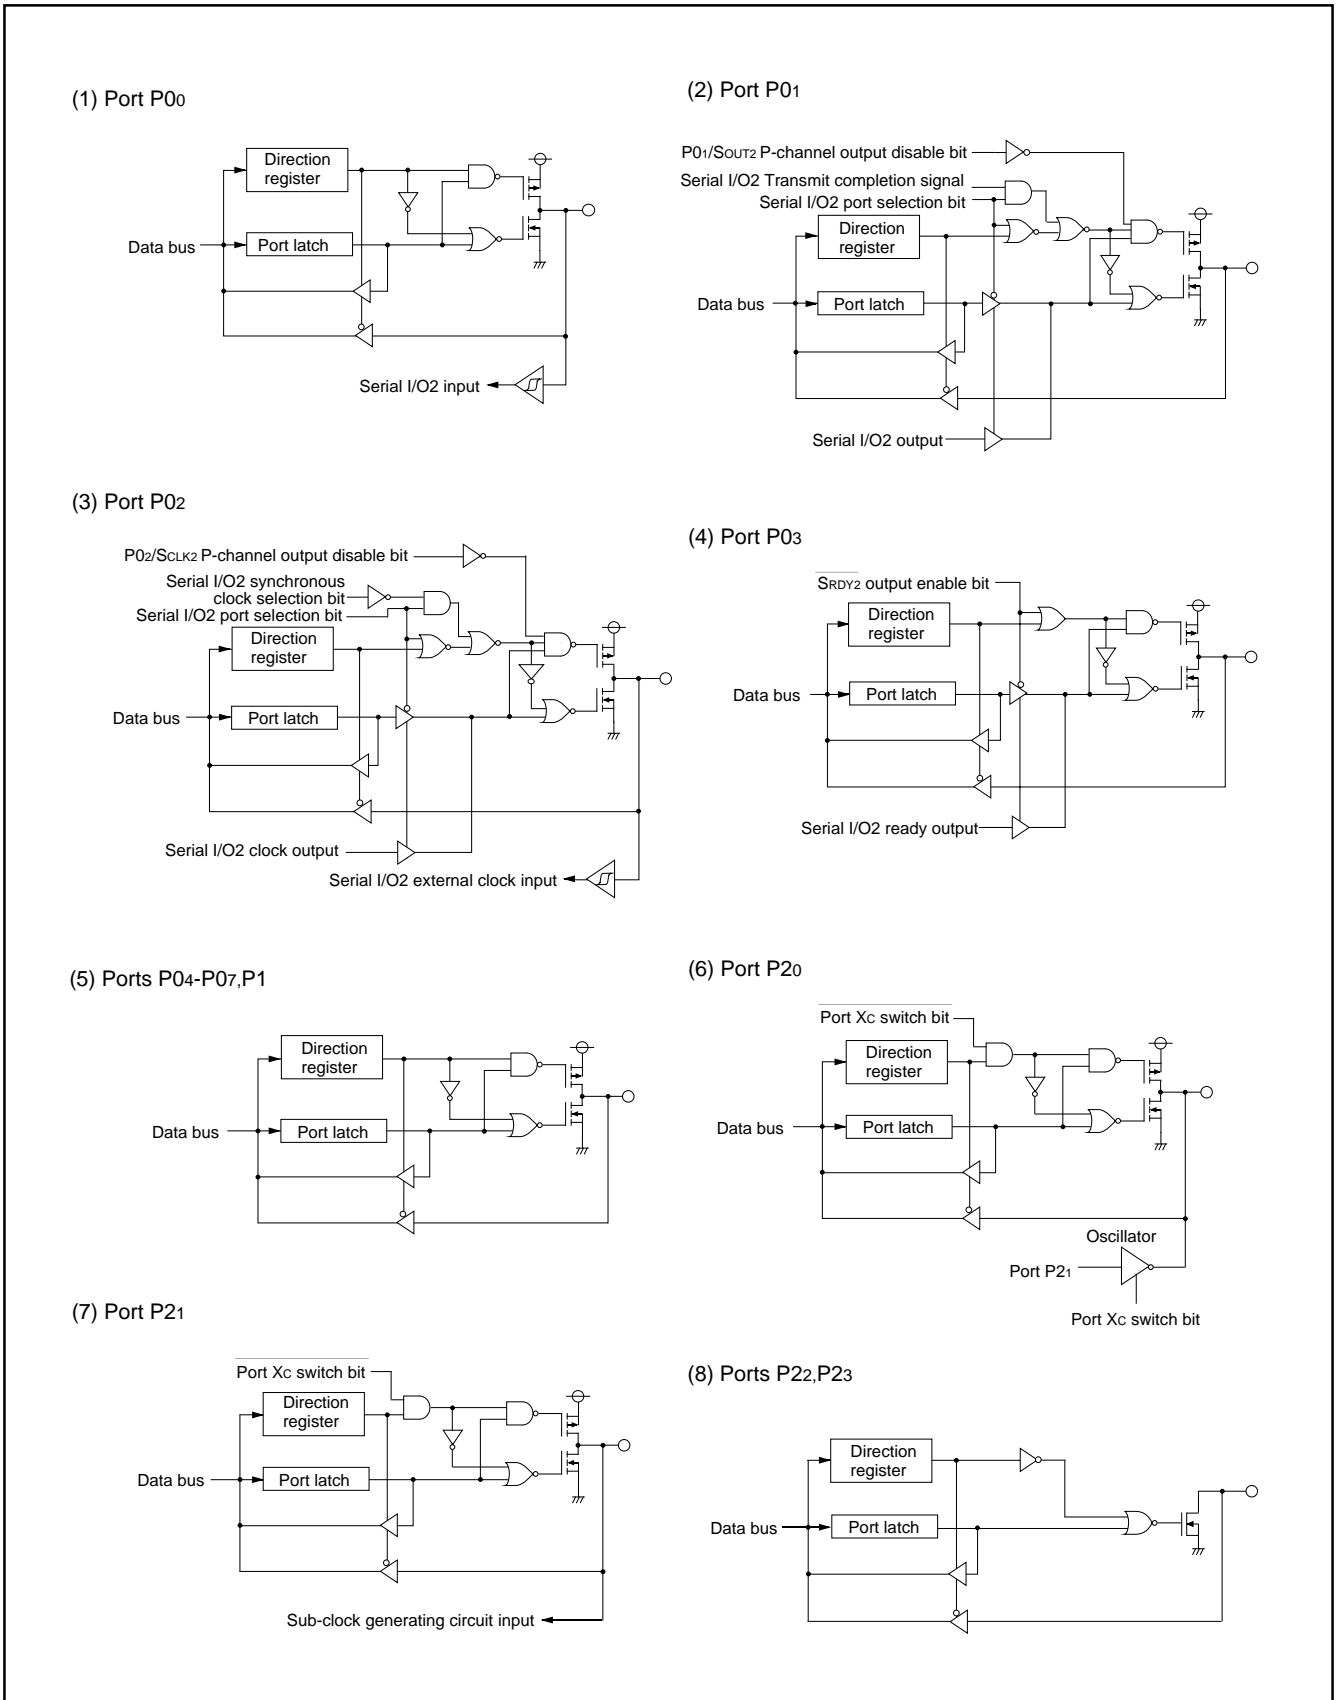 (1) Port P00
Direction
register
Data bus
Port latch
Serial I/O2 input
(2) Port P01
P01/SOUT2 P-channel output disable bit
Serial I/O2 Transmit completion signal
Serial I/O2 port selection bit
Direction
register
Data bus
Port latch
Serial I/O2 output
(3) Port P02
P02/SCLK2 P-channel output disable bit
Serial I/O2 synchronous
clock selection bit
Serial I/O2 port selection bit
Direction
register
Data bus
Port latch
Serial I/O2 clock output
Serial I/O2 external clock input
(4) Port P03
SRDY2 output enable bit
Direction
register
Data bus
Port latch
Serial I/O2 ready output
(5) Ports P04-P07,P1
Direction
register
Data bus
Port latch
(6) Port P20
Port XC switch bit
Direction
register
Data bus
Port latch
Oscillator
Port P21
Port XC switch bit
(7) Port P21
Port XC switch bit
Direction
register
Data bus
Port latch
Sub-clock generating circuit input
(8) Ports P22,P23
Direction
register
Data bus
Port latch